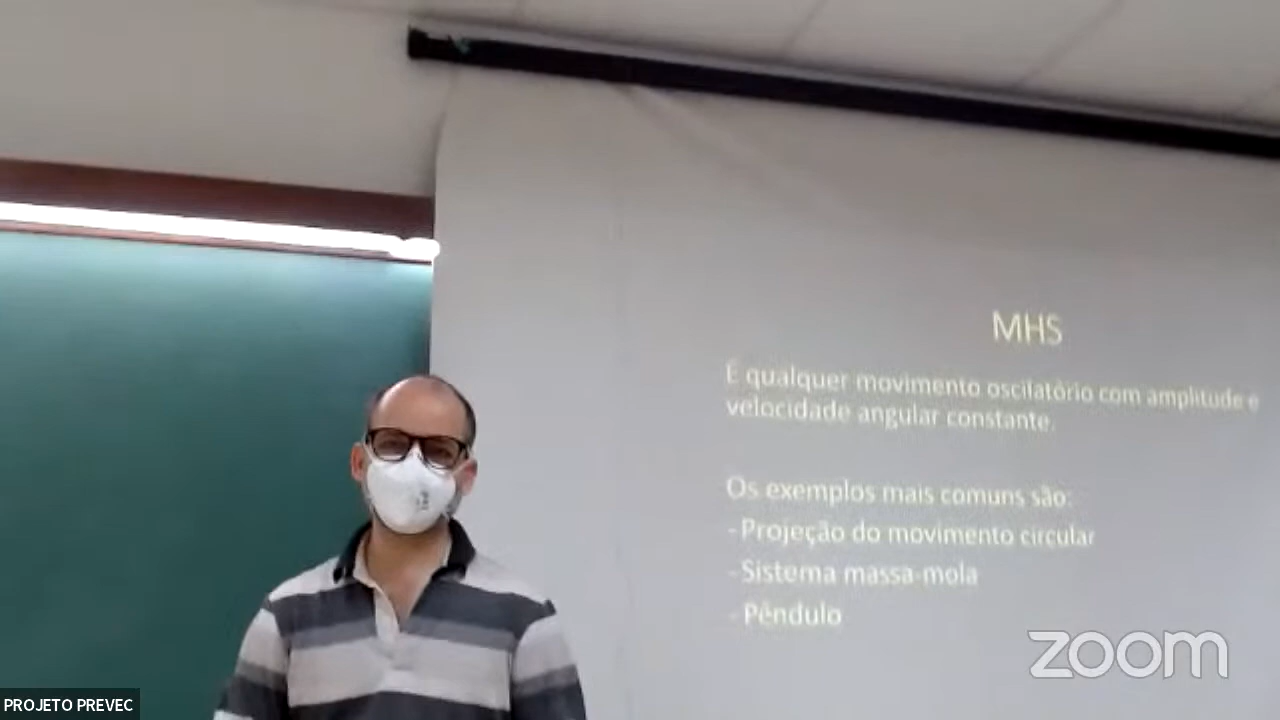 MHS
É qualquer movimento oscilatório com amplitude e
velocidade angular constante.
Os exemplos mais comuns são:
- Projeção do movimento circular
- Sistema massa-mola
- Pêndulo
zoom
PROJETO PREVEC